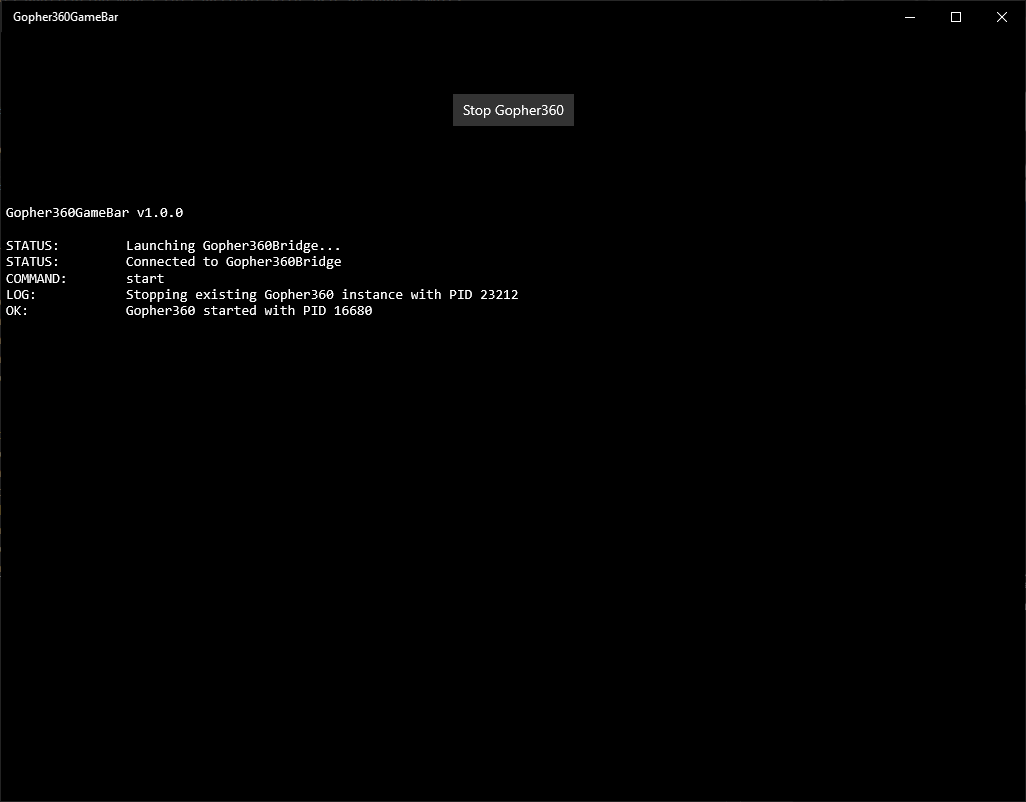 Gopher360GameBar
Stop Gopher360
Gopher360GameBar v1.0.0
STATUS: Launching Gopher360Bridge...
STATUS: Connected to Gopher360Bridge
COMMAND: start
LOG: Stopping existing Gopher360 instance with PID 23212
OK: Gopher360 started with PID 16680